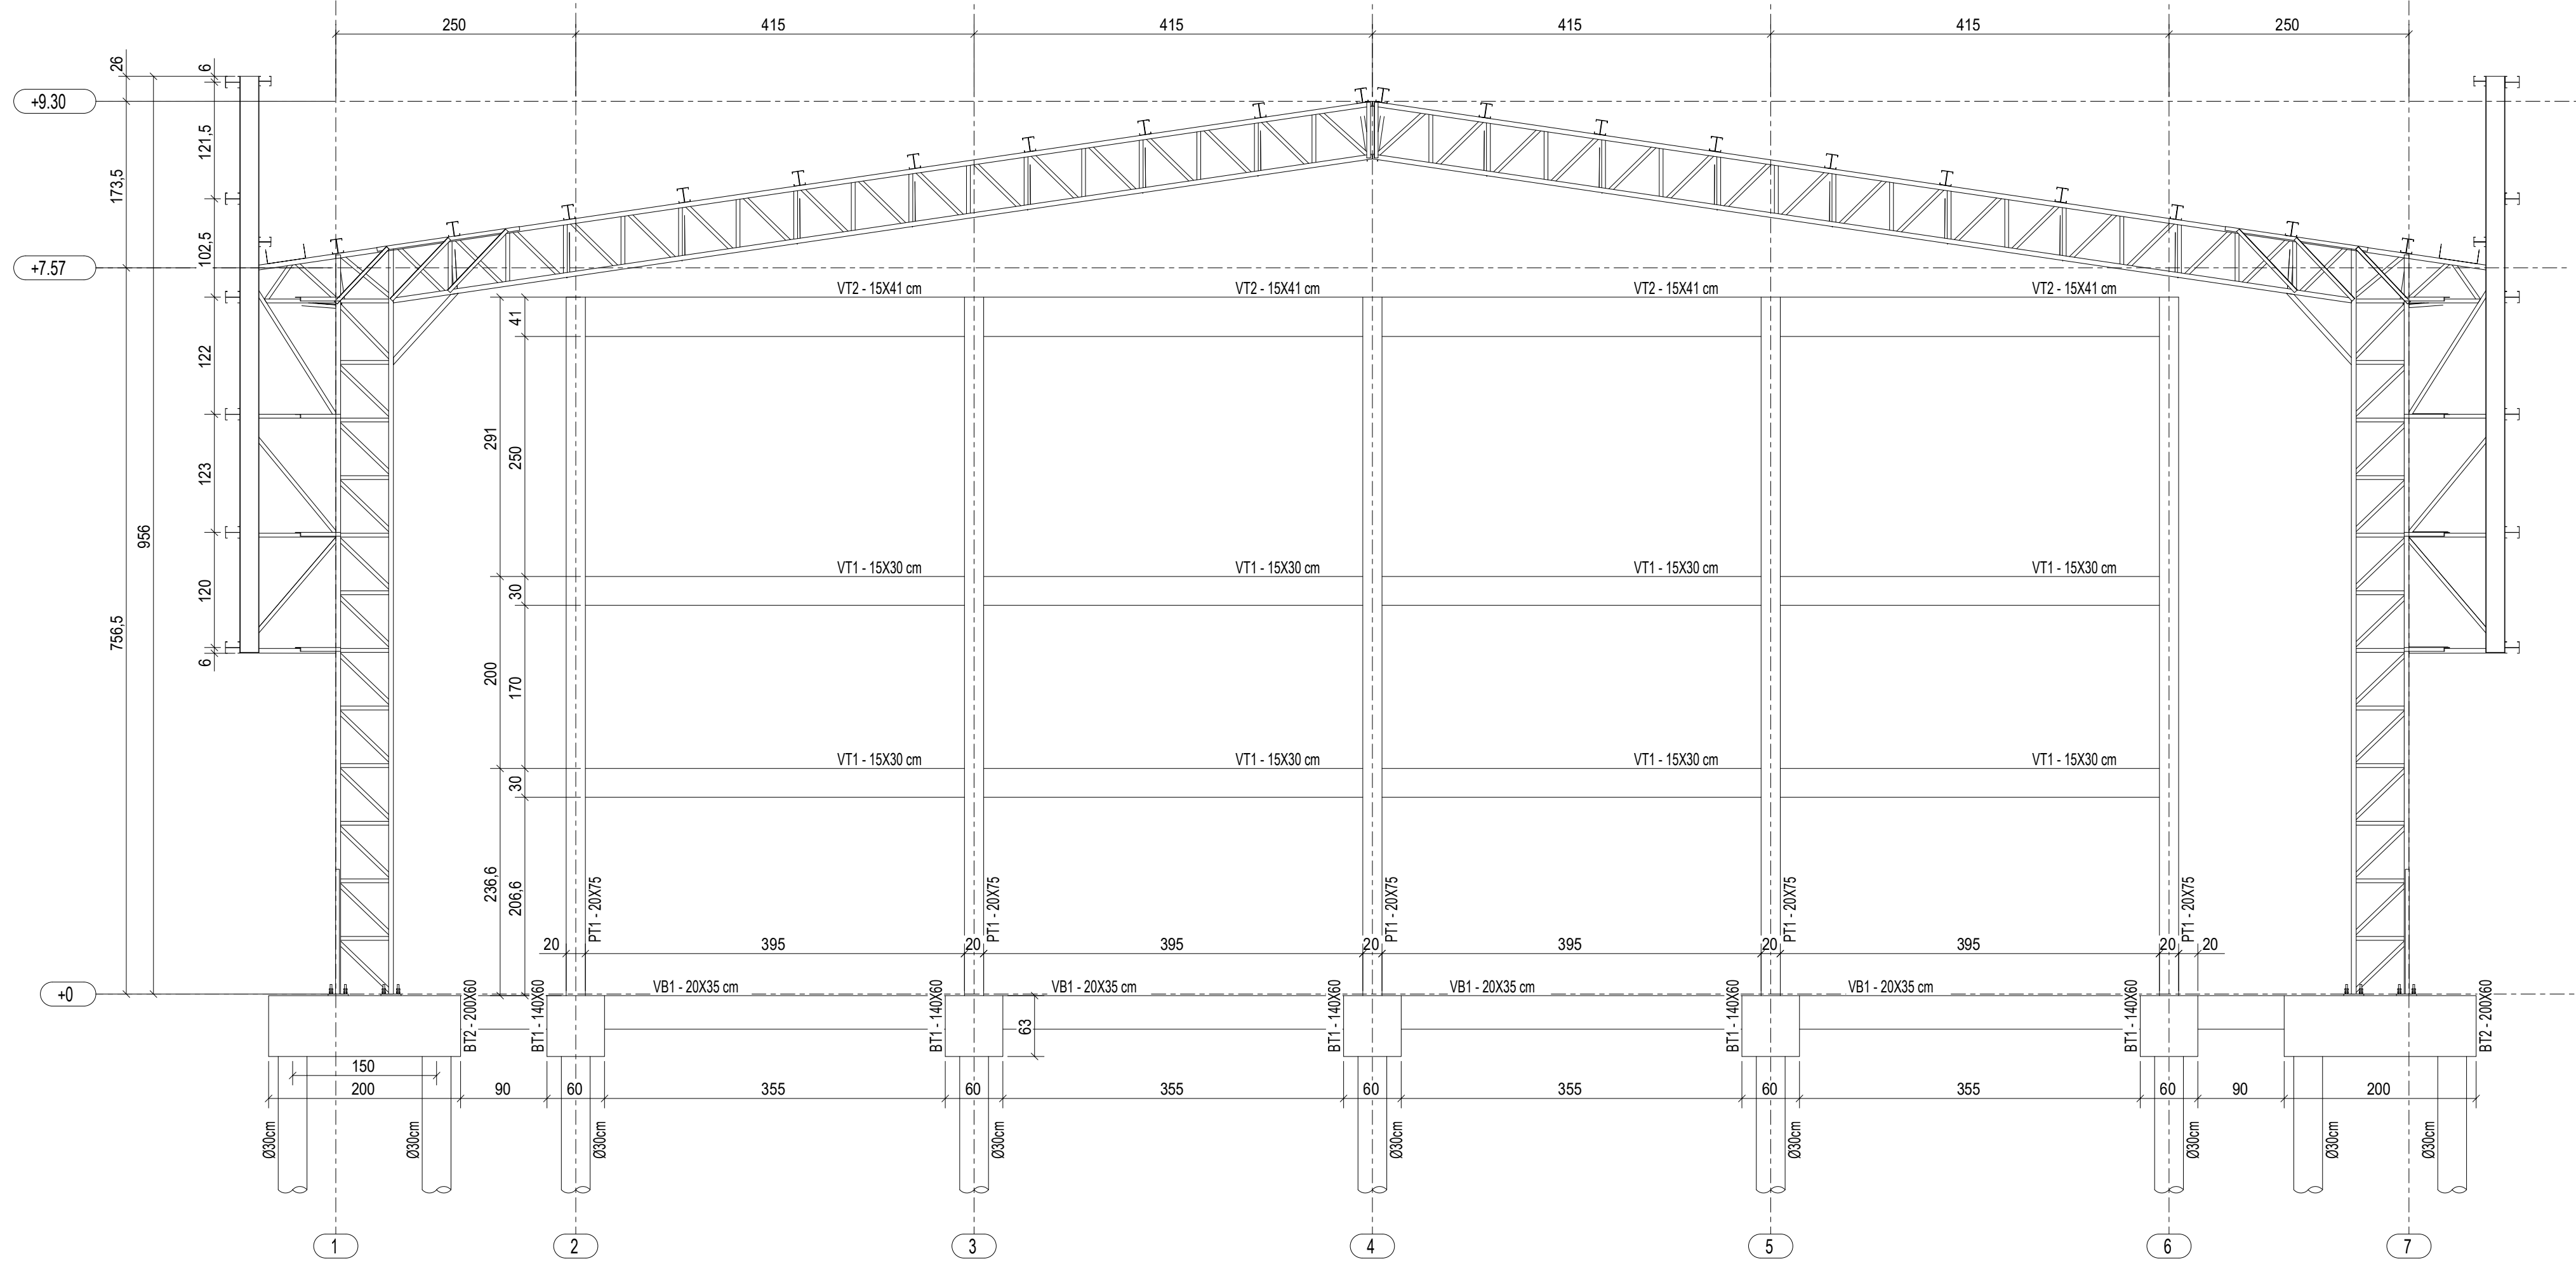 250 415 415 415 415 250
26
6
+9.30
121,5
173,5
102,5
+7.57
VT2 - 15X41 cm VT2 - 15X41 cm VT2 - 15X41 cm VT2 - 15X41 cm
41
122
291
250
123
956
VT1 - 15X30 cm VT1 - 15X30 cm VT1 - 15X30 cm VT1 - 15X30 cm
120
30
756,5
6
200
170
VT1 - 15X30 cm VT1 - 15X30 cm VT1 - 15X30 cm VT1 - 15X30 cm
30
236,6
206,6
PT1 - 20X75 PT1 - 20X75 PT1 - 20X75 PT1 - 20X75 PT1 - 20X75
20 395 20 395 20 395 20 395 20 20
VB1 - 20X35 cm VB1 - 20X35 cm VB1 - 20X35 cm VB1 - 20X35 cm
+0
BT2 - 200X60 BT1 - 140X60 BT1 - 140X60 BT1 - 140X60 BT1 - 140X60 BT1 - 140X60 BT2 - 200X60
63
150
200 90 60 355 60 355 60 355 60 355 60 90 200
Ø30cm Ø30cm Ø30cm Ø30cm Ø30cm Ø30cm Ø30cm Ø30cm Ø30cm
1 2 3 4 5 6 7